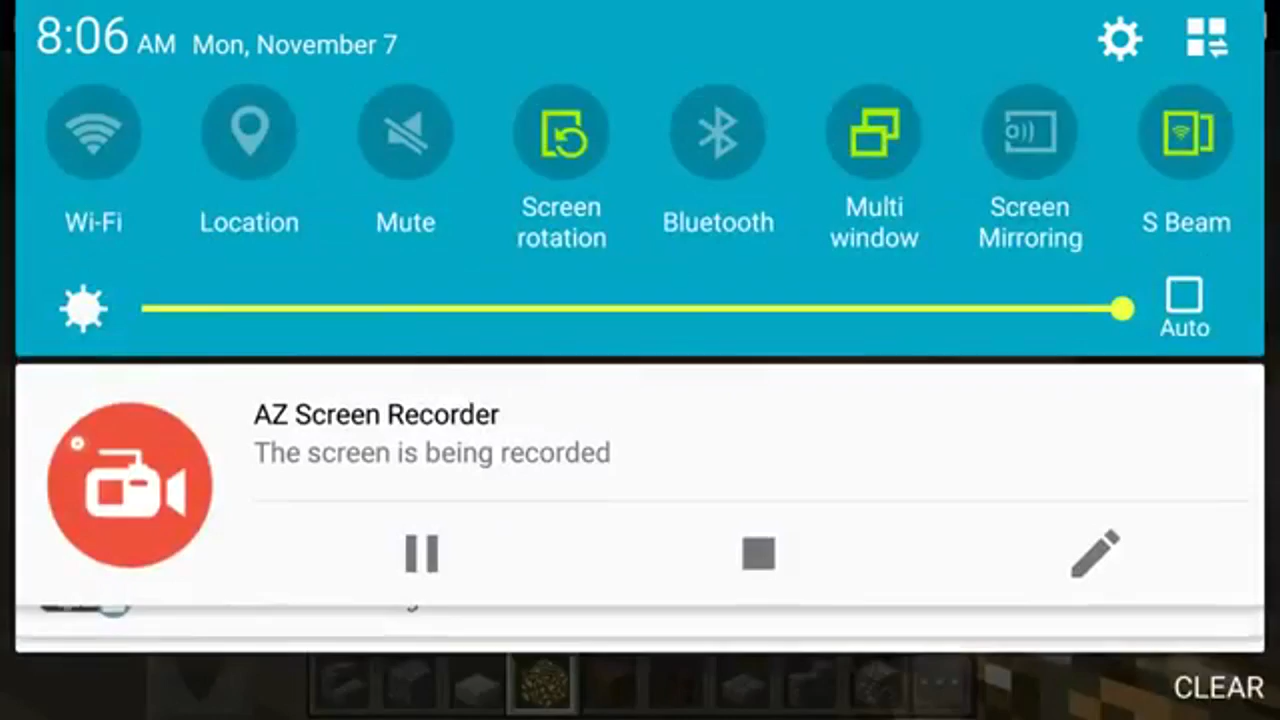 8:06 AM Mon, November 7
Wi-Fi
Location
Mute
Screen
rotation
Bluetooth
Multi
window
Screen
Mirroring
S Beam
Auto
AZ Screen Recorder
The screen is being recorded
CLEAR